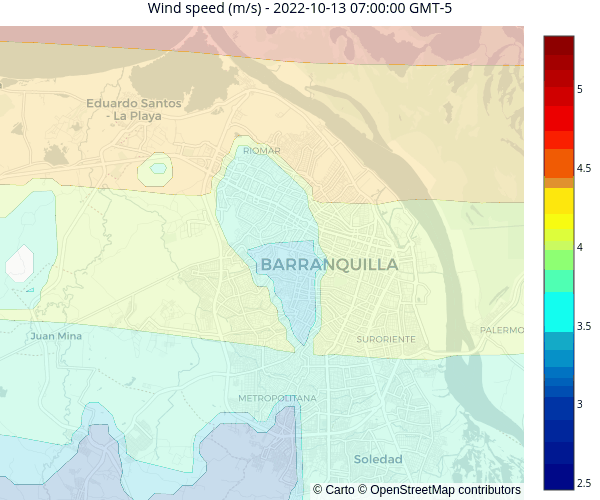 Wind speed (m/s) - 2022-10-13 07:00:00 GMT-5
Eduardo Santos
- La Playa
RIOMAR
BARRANQUILLA
Juan Mina
SURORIENTE
PALERMO
METROPOLITANA
Soledad
© Carto © OpenStreetMap contributors
5
4.5
4
3.5
3
2.5